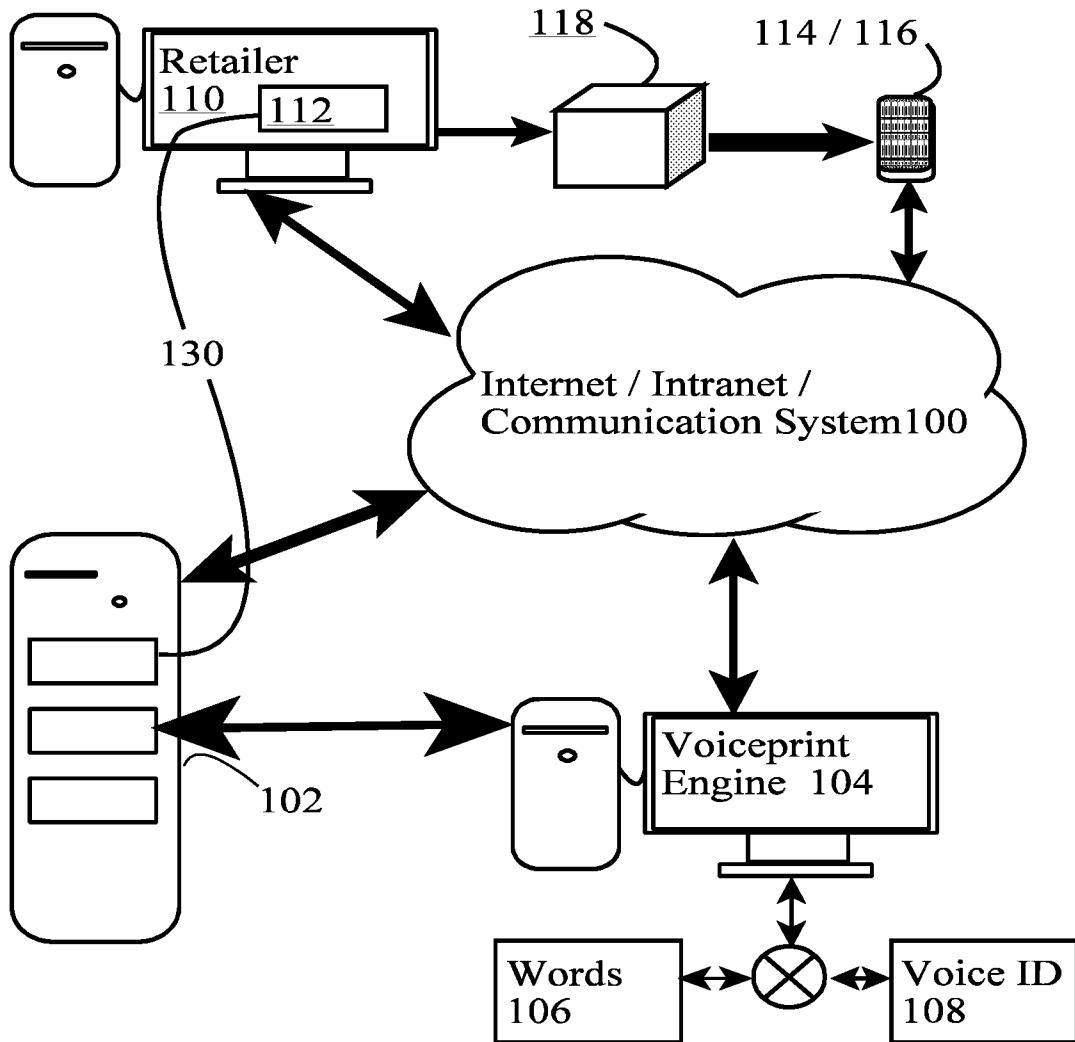 118
114 / 116
Retailer
110
112
130
Internet / Intranet /
Communication System100
102
Voiceprint
Engine 104
Words
106
Voice ID
108